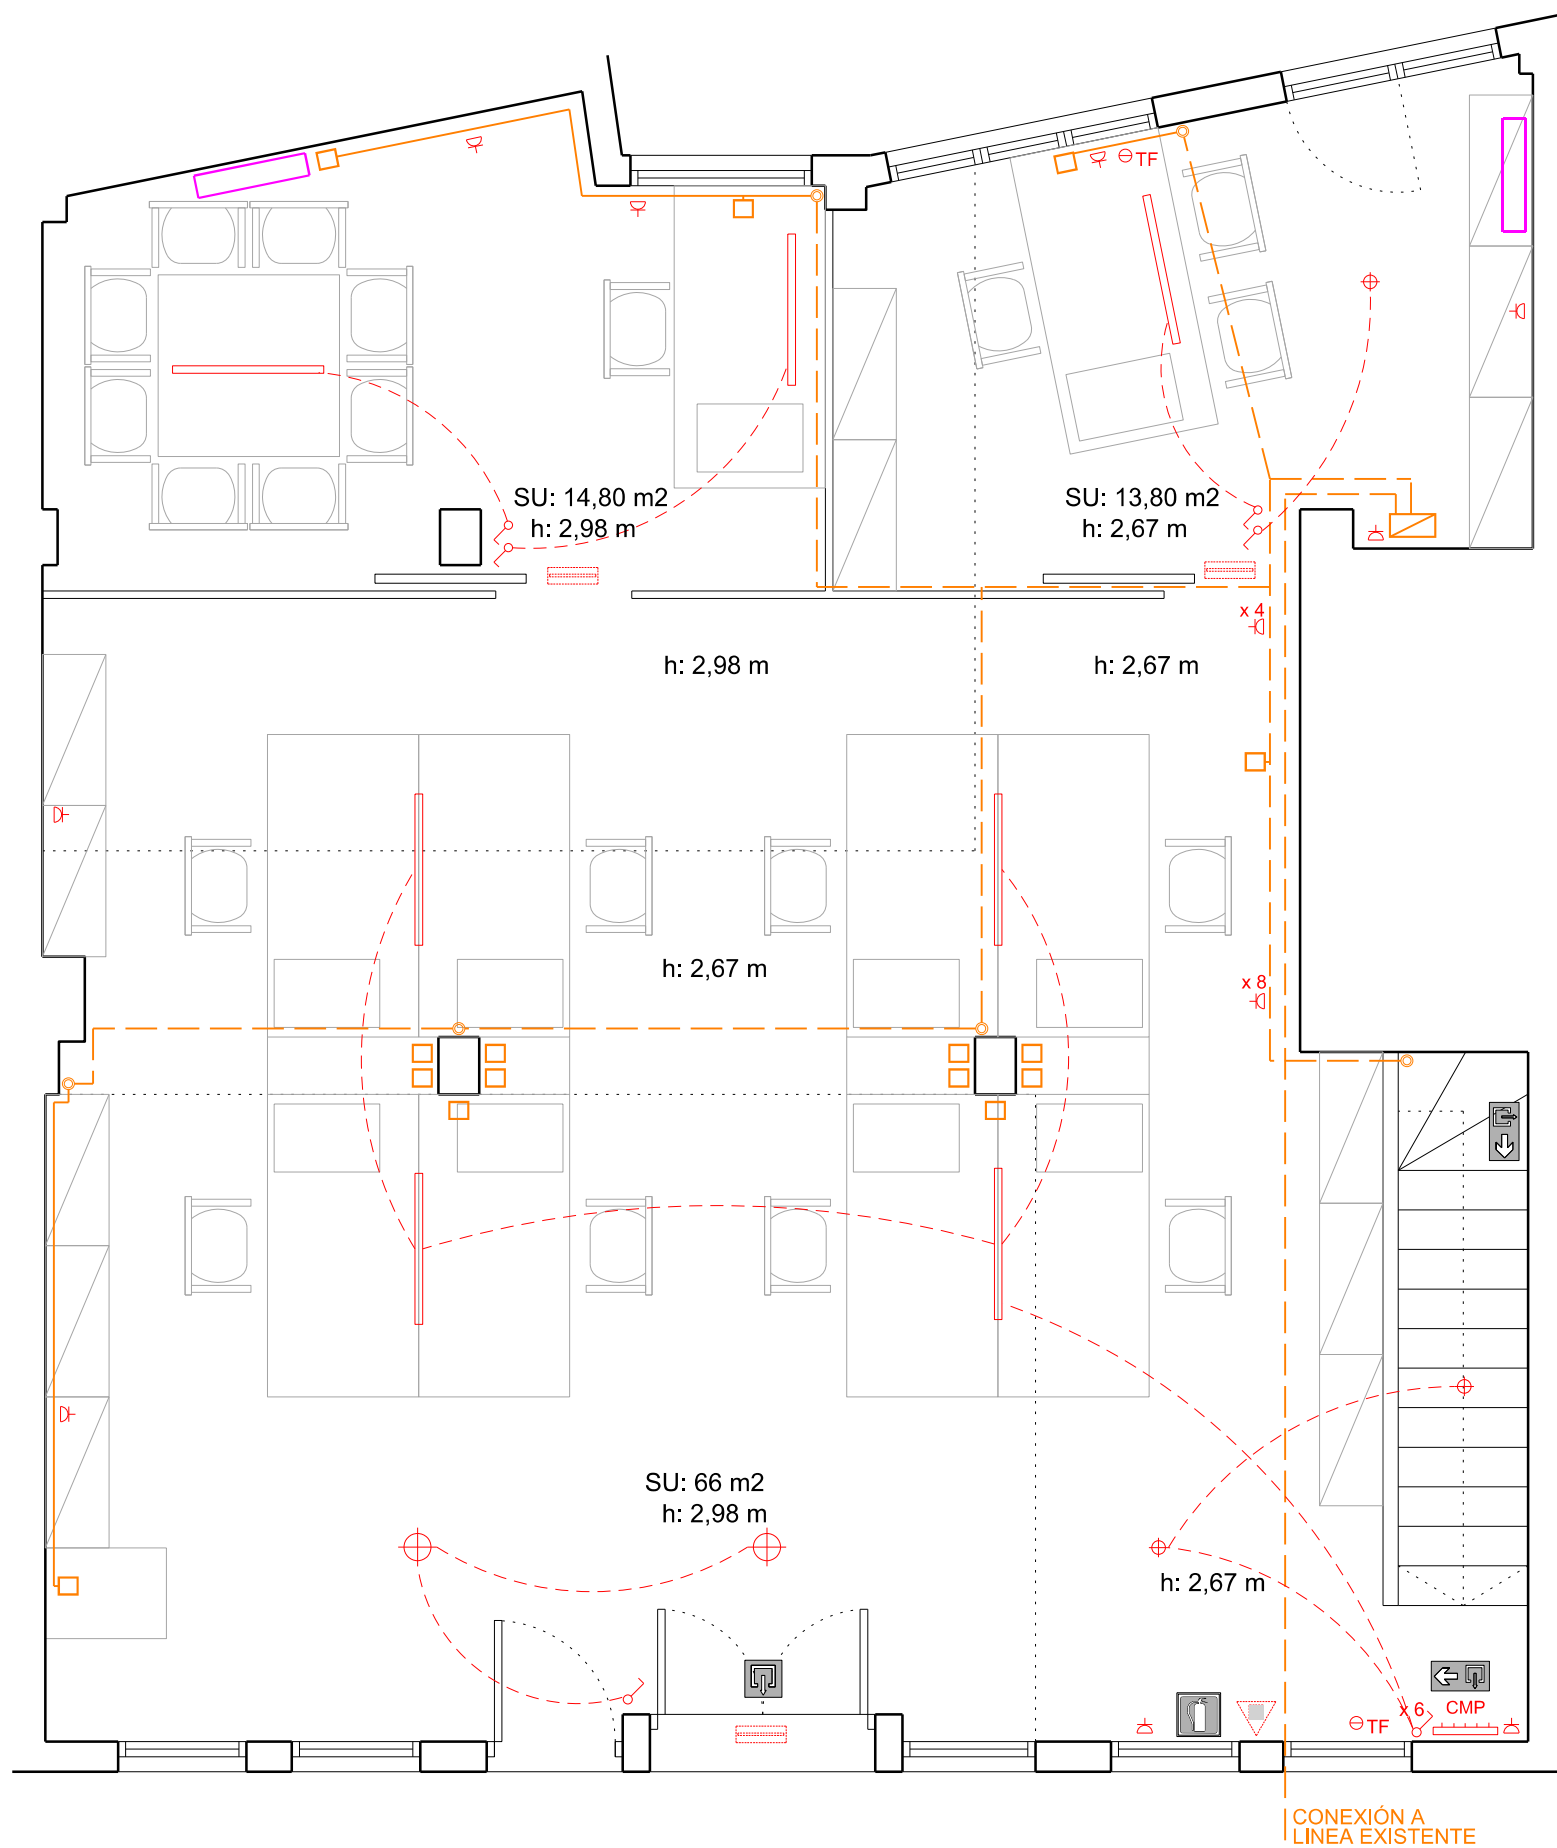 TF
SU: 14,80 m2
h: 2,98 m
SU: 13,80 m2
h: 2,67 m
x 4
h: 2,98 m
h: 2,67 m
h: 2,67 m
x 8
SU: 66 m2
h: 2,98 m
h: 2,67 m
x 6
CMP
TF
CONEXIÓN A
LINEA EXISTENTE